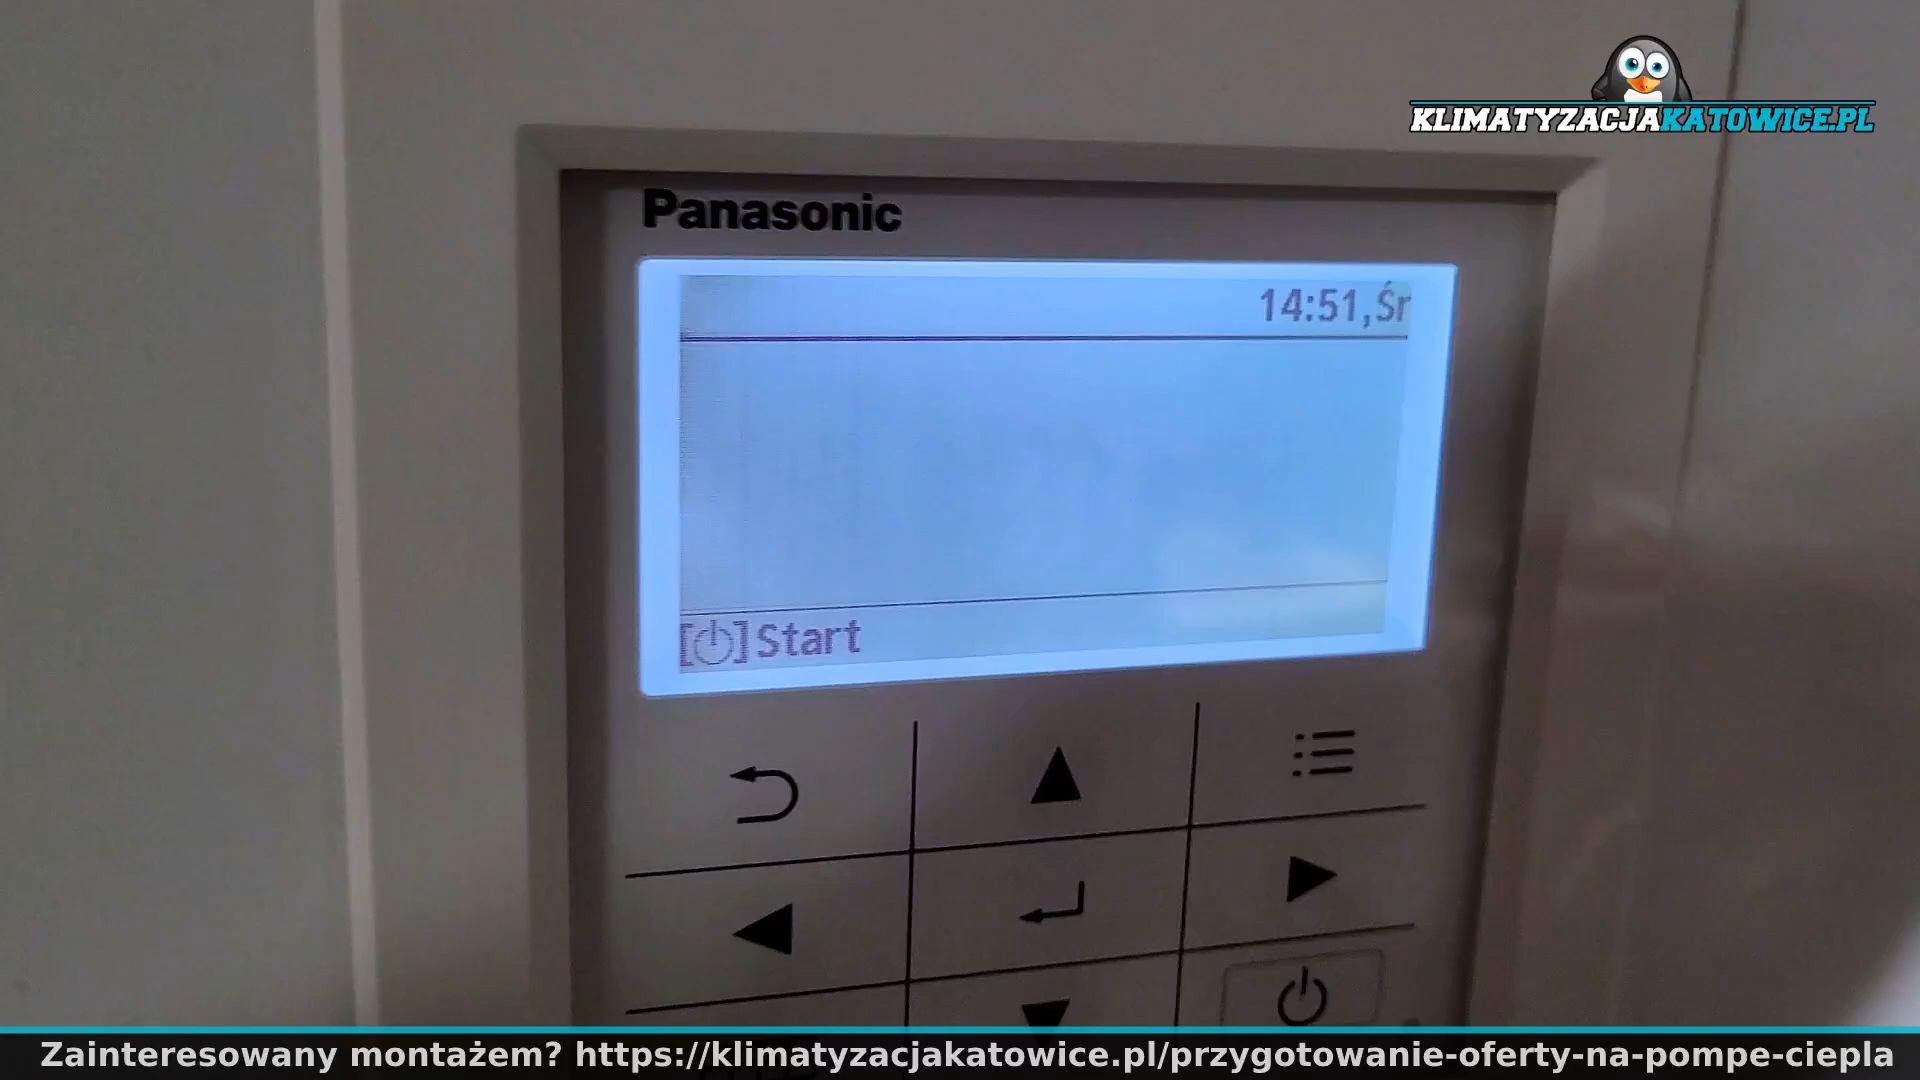 KLIMATYZACJAKATOWICE.PL
Panasonic
14:51,Śr
[⏻]Start
Zainteresowany montażem? https://klimatyzacjakatowice.pl/przygotowanie-oferty-na-pompe-ciepla